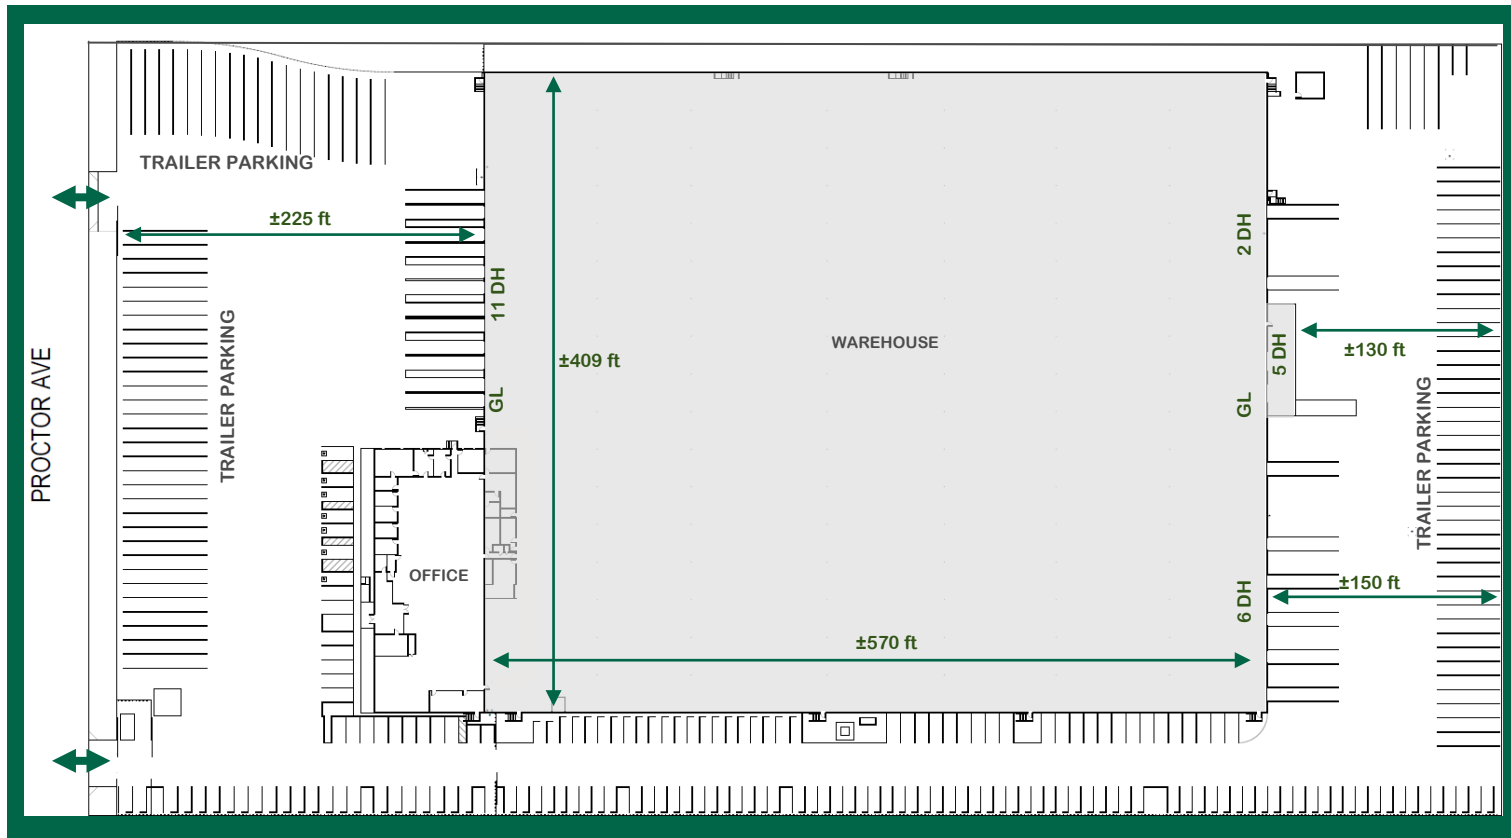 TRAILER PARKING
±225 ft
2 DH
11 DH
TRAILER PARKING
WAREHOUSE
±130 ft
5 DH
±409 ft
PROCTOR AVE
GL
GL
TRAILER PARKING
OFFICE
±150 ft
6 DH
±570 ft